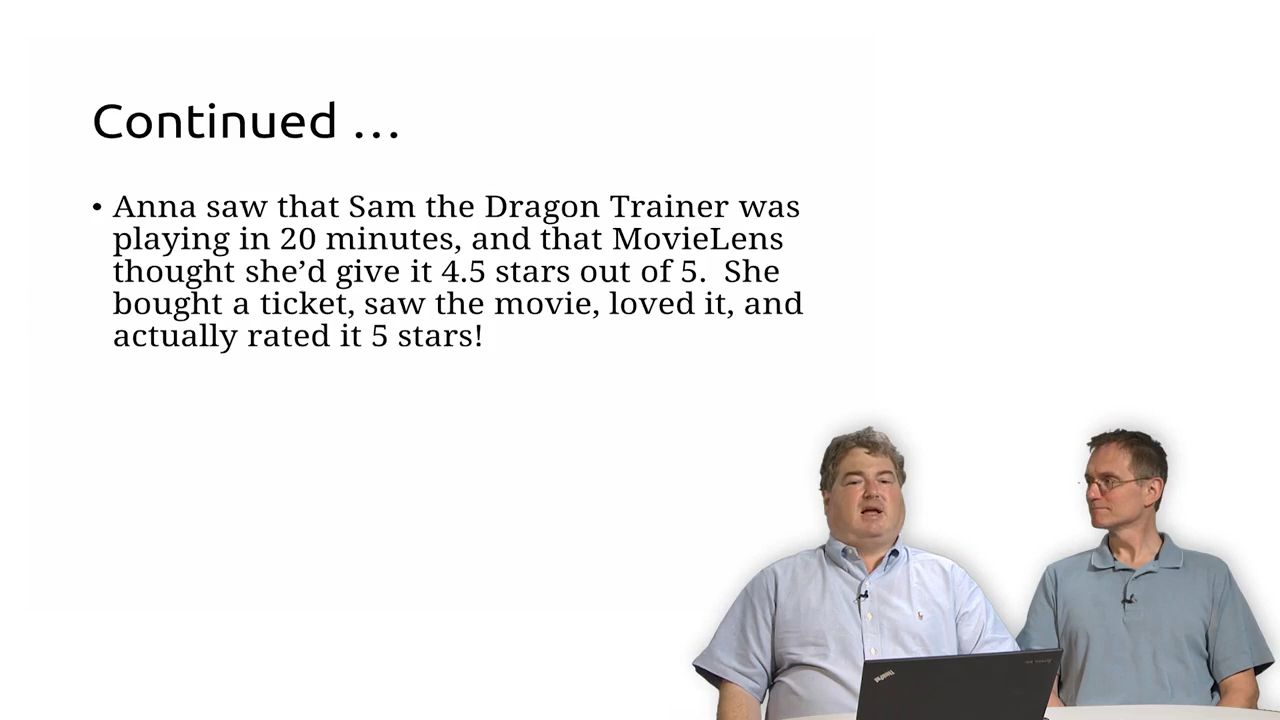 Continued …
• Anna saw that Sam the Dragon Trainer was
playing in 20 minutes, and that MovieLens
thought she’d give it 4.5 stars out of 5.  She
bought a ticket, saw the movie, loved it, and
actually rated it 5 stars!
ThinkPad